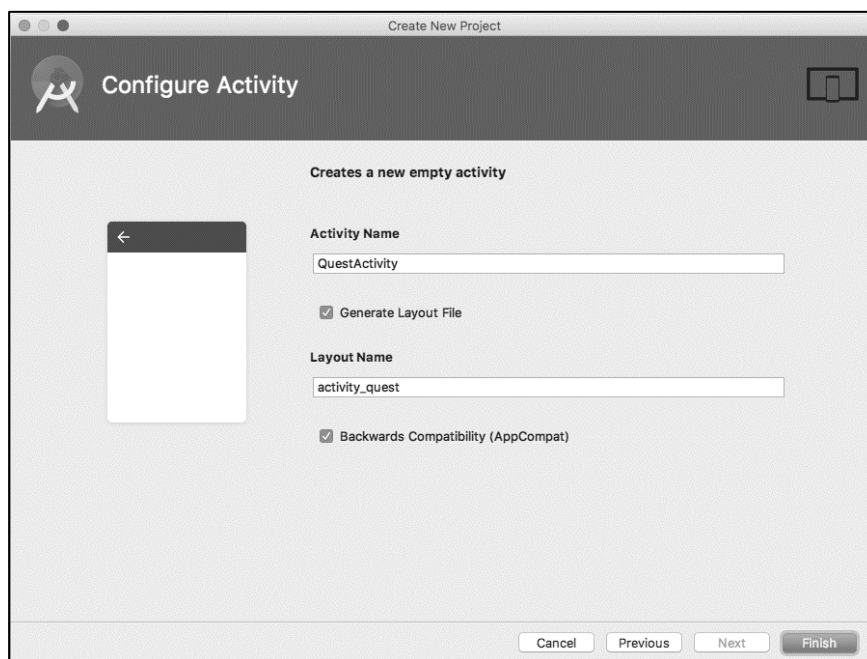 Create New Project
Configure Activity
Creates a new empty activity
Activity Name
QuestActivity
Generate Layout File
Layout Name
activity_quest
Backwards Compatibility (AppCompat)
Cancel Previous Next Finish